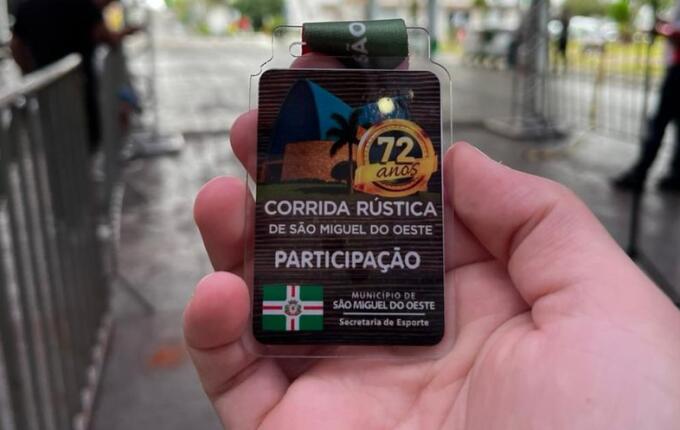 SÃO
72
anos
CORRIDA RÚSTICA
DE SÃO MIGUEL DO OESTE
PARTICIPAÇÃO
MUNICÍPIO DE
SÃO MIGUEL DO OESTE
Secretaria de Esporte